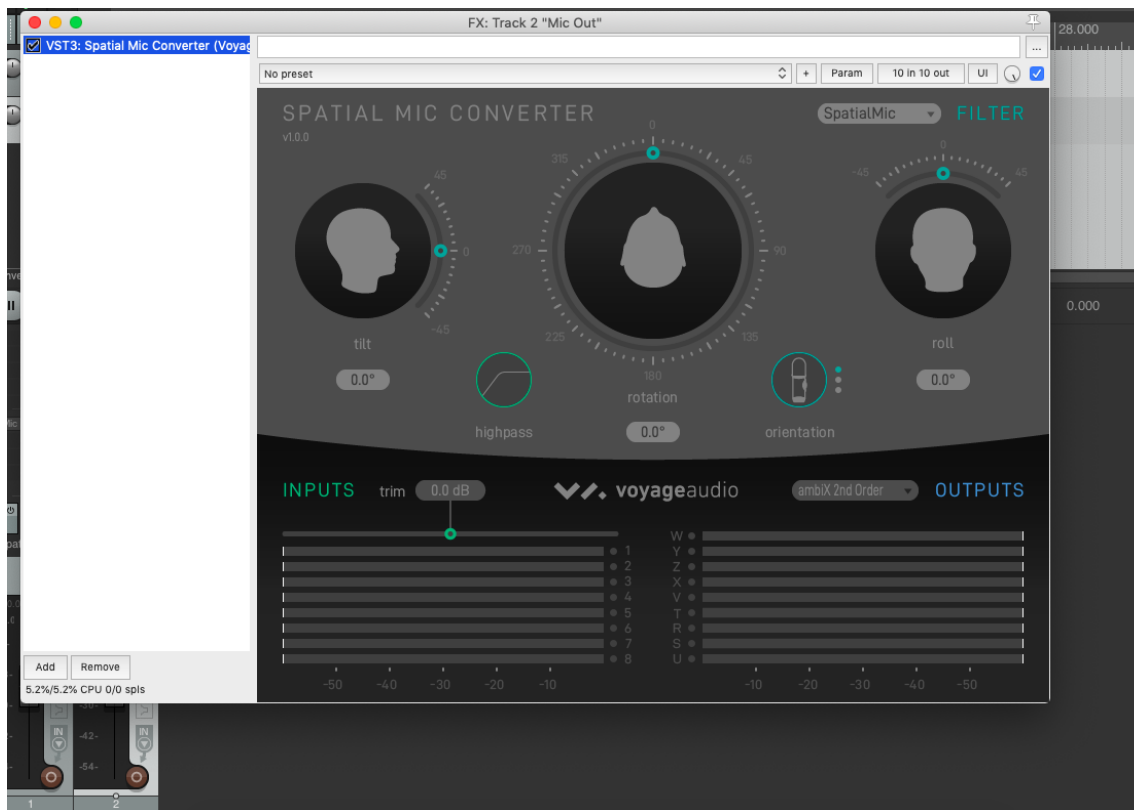 FX: Track 2 "Mic Out"
28.000
VST3: Spatial Mic Converter (Voyag
...
No preset
+
Param
10 in 10 out
UI
SPATIAL MIC CONVERTER
v1.0.0
SpatialMic
FILTER
0
315
45
270
90
225
135
180
rotation
0.0°
45
0
-45
tilt
0.0°
-45
0
45
roll
0.0°
highpass
orientation
0.000
INPUTS
trim
0.0 dB
voyageaudio
ambiX 2nd Order
OUTPUTS
1
2
3
4
5
6
7
8
W
Y
Z
X
V
T
R
S
U
-50 -40 -30 -20 -10
-10 -20 -30 -40 -50
Add
Remove
5.2%/5.2% CPU 0/0 spls
-42-
-54-
IN
IN
1
2